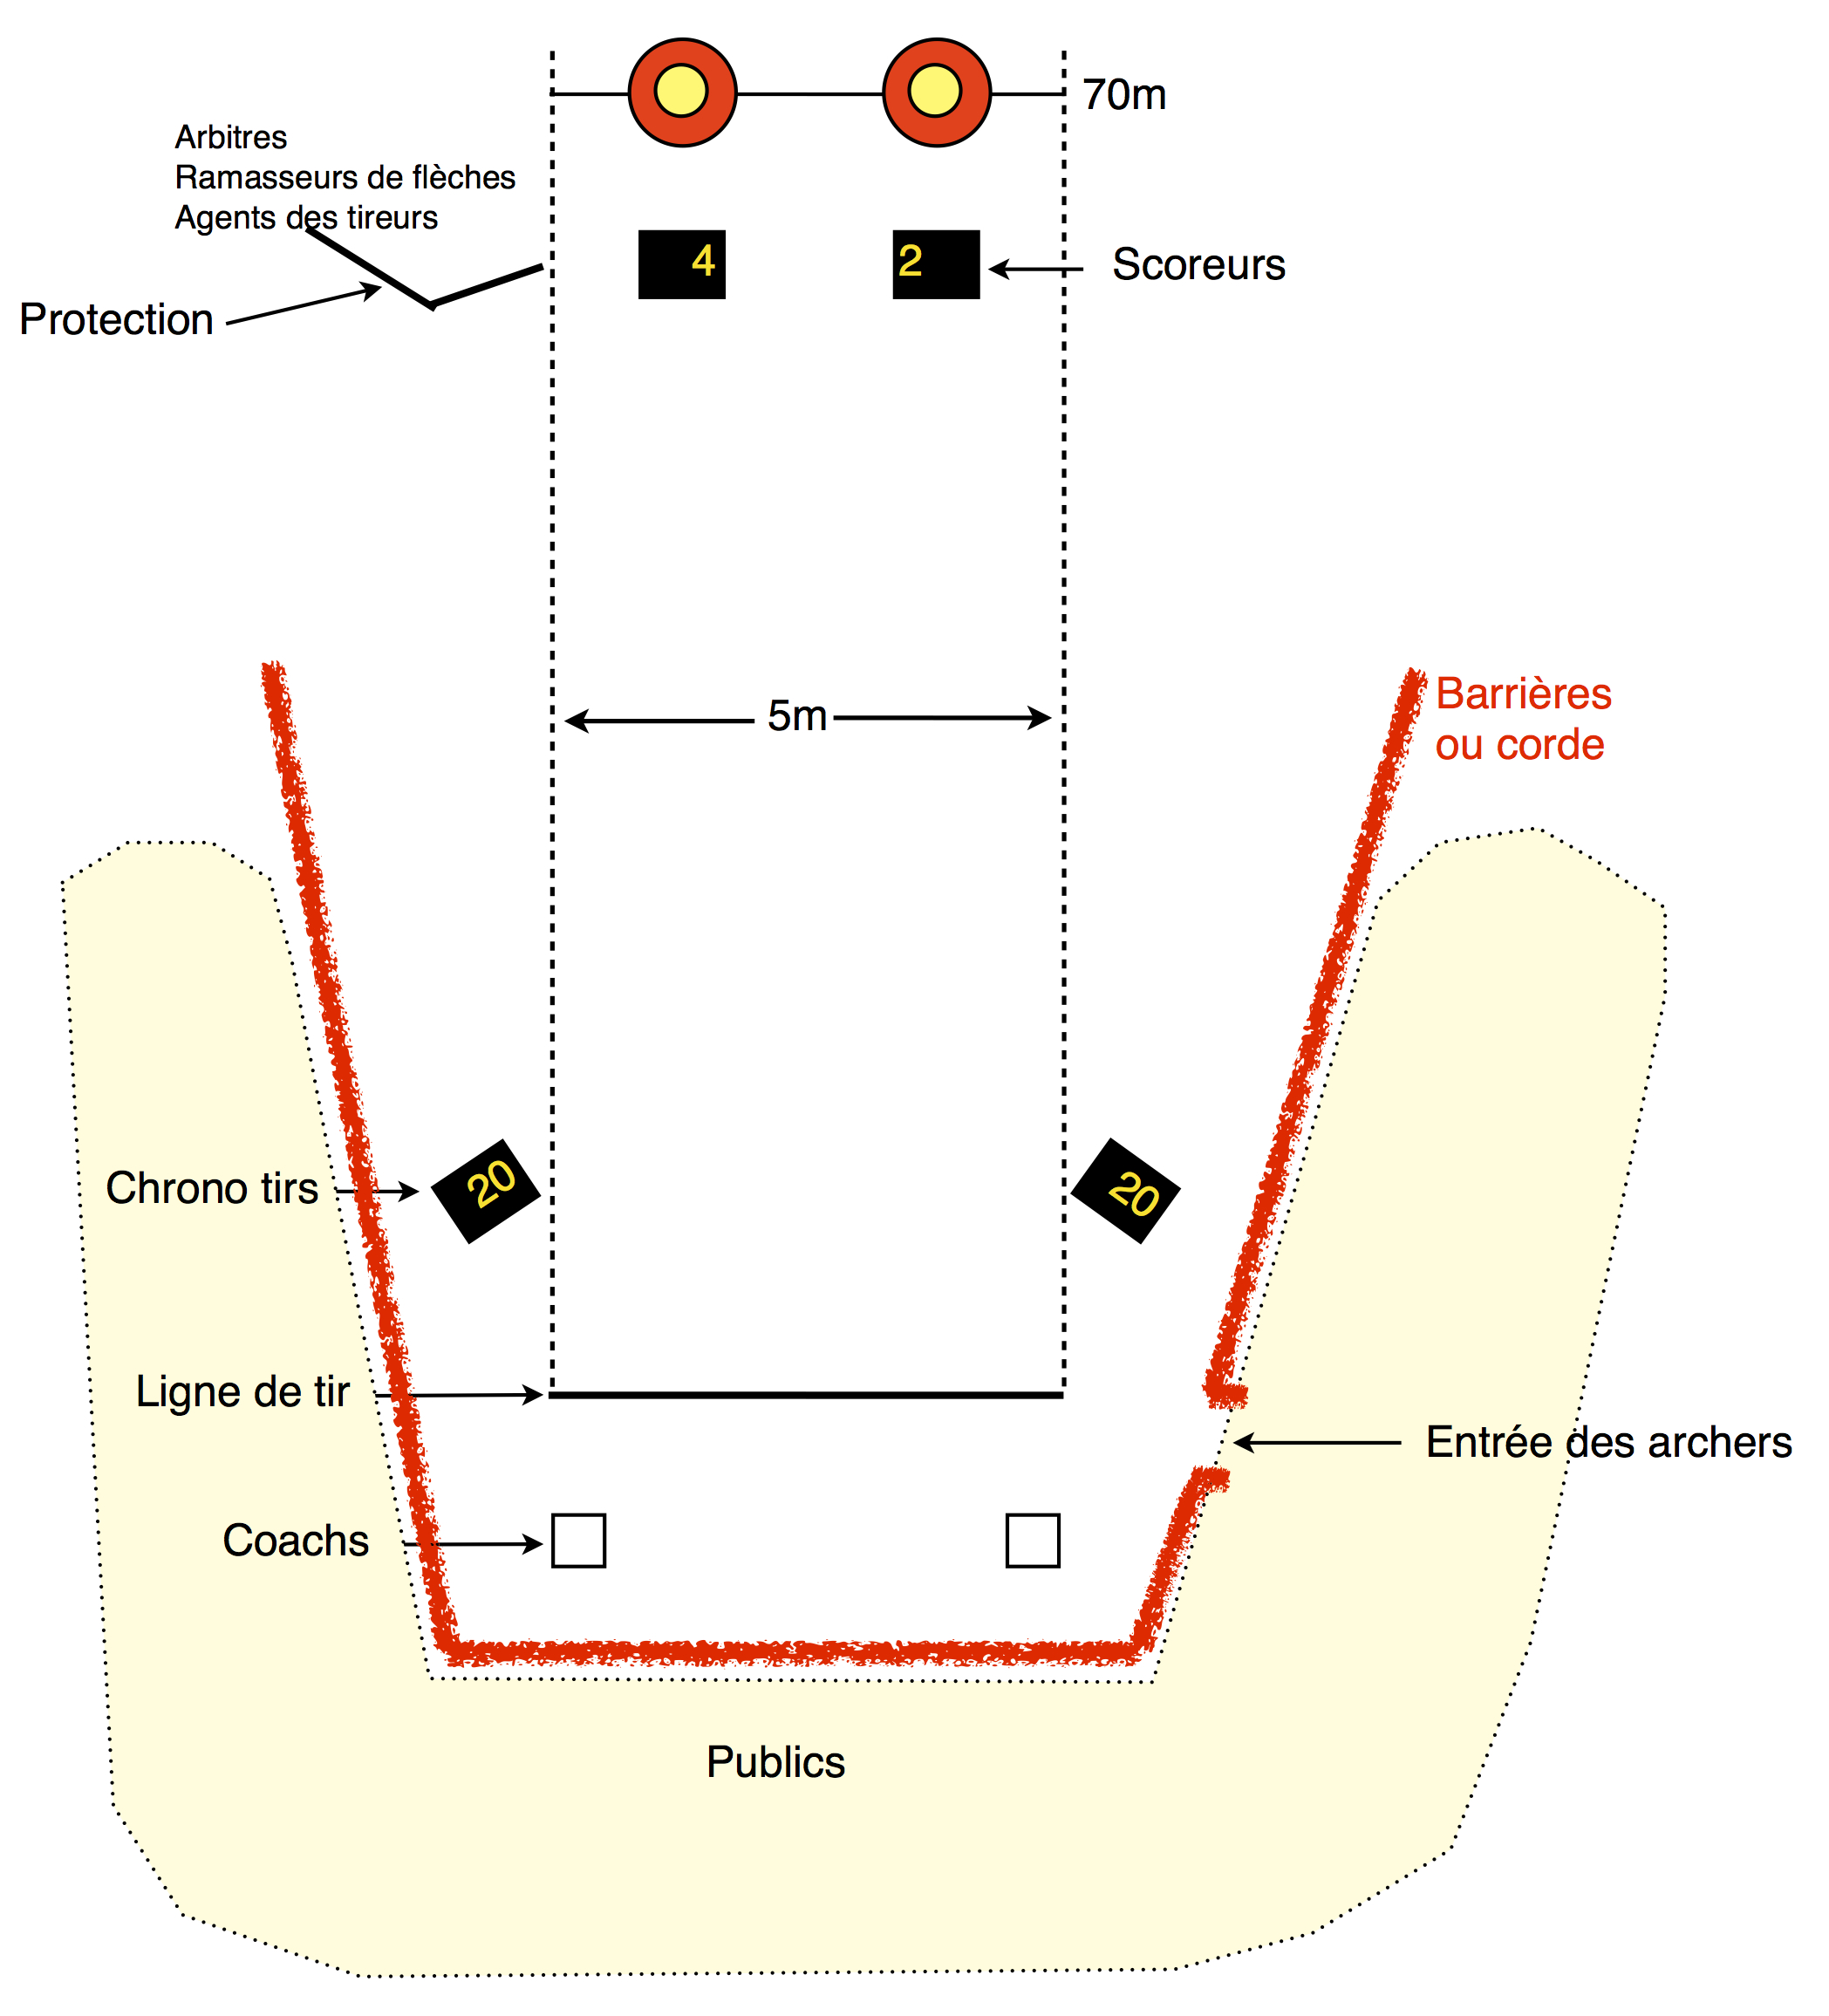 70m
Arbitres
Ramasseurs de flèches
Agents des tireurs
4
2
Scoreurs
Protection
5m
Barrières
ou corde
Chrono tirs
20
20
Ligne de tir
Entrée des archers
Coachs
Publics